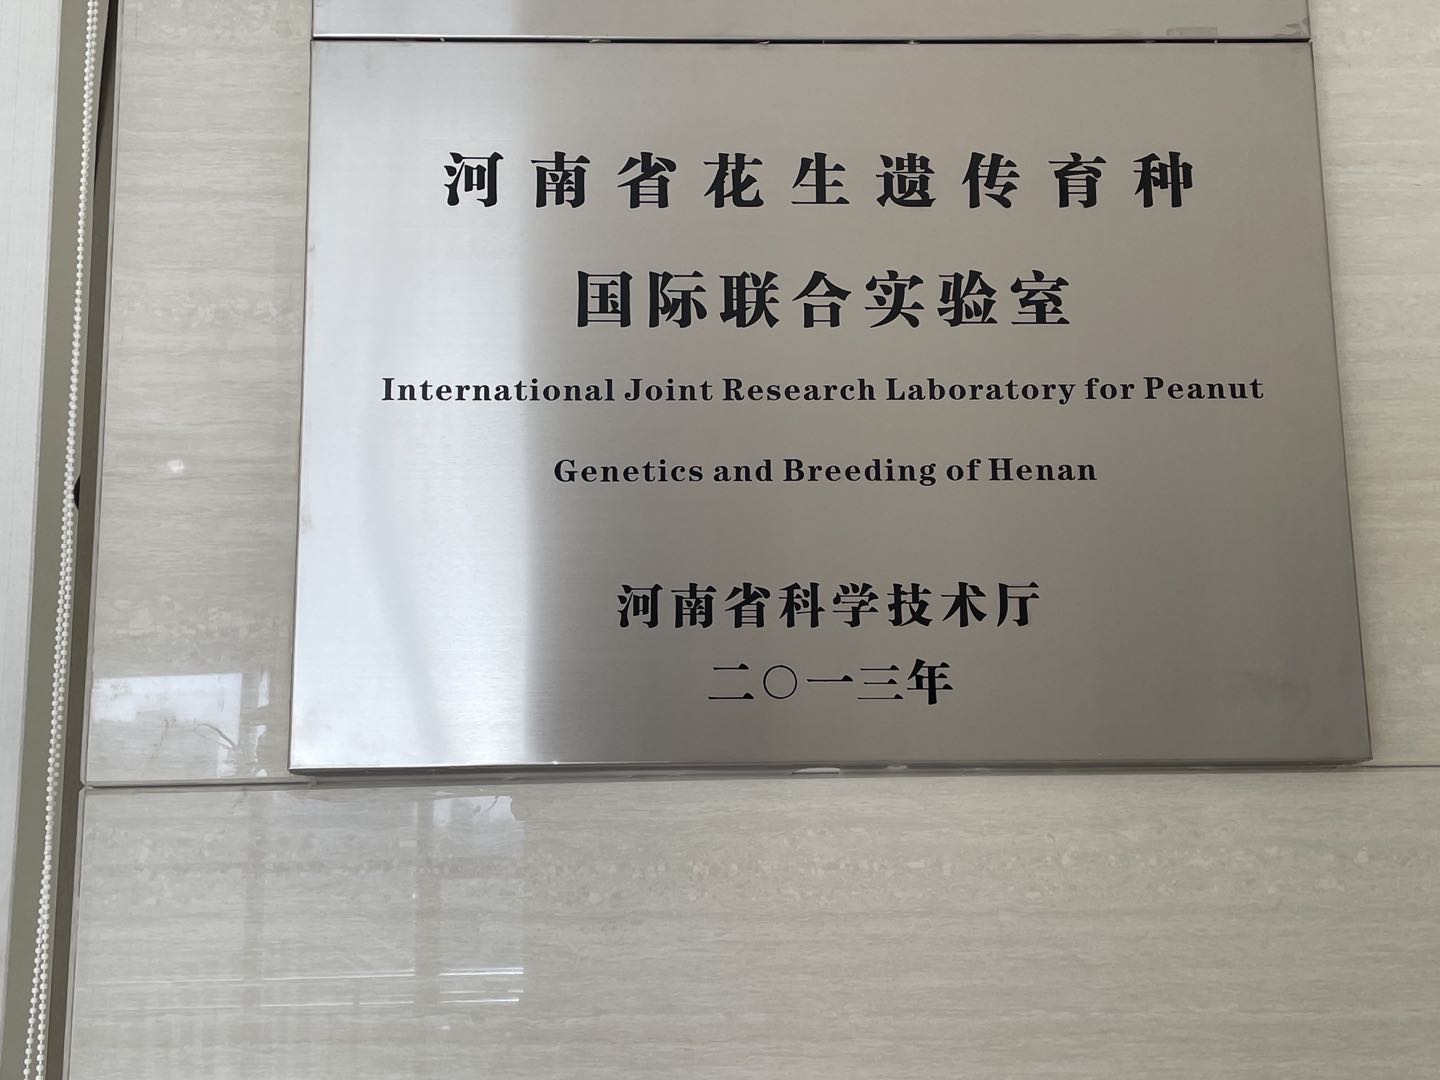 河南省花生遗传育种
国际联合实验室
International Joint Research Laboratory for Peanut
Genetics and Breeding of Henan
河南省科学技术厅
二〇一三年